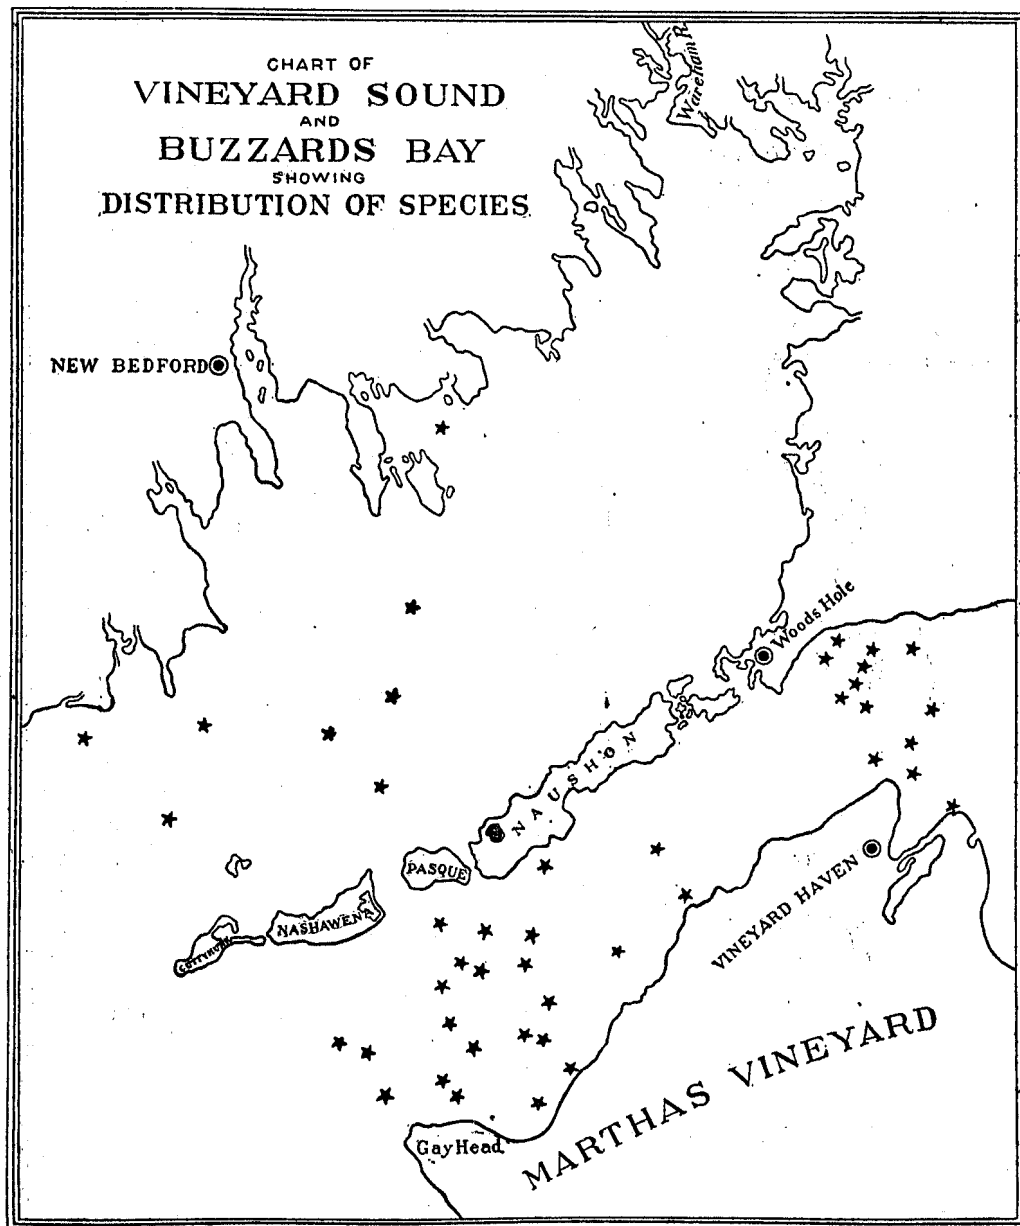 CHART OF
VINEYARD SOUND
AND
BUZZARDS BAY
SHOWING
DISTRIBUTION OF SPECIES
Wareham R.
NEW BEDFORD
Woods Hole
NAUSHON
PASQUE
NASHAWENA
CUTTYHUNK
VINEYARD HAVEN
MARTHAS VINEYARD
Gay Head